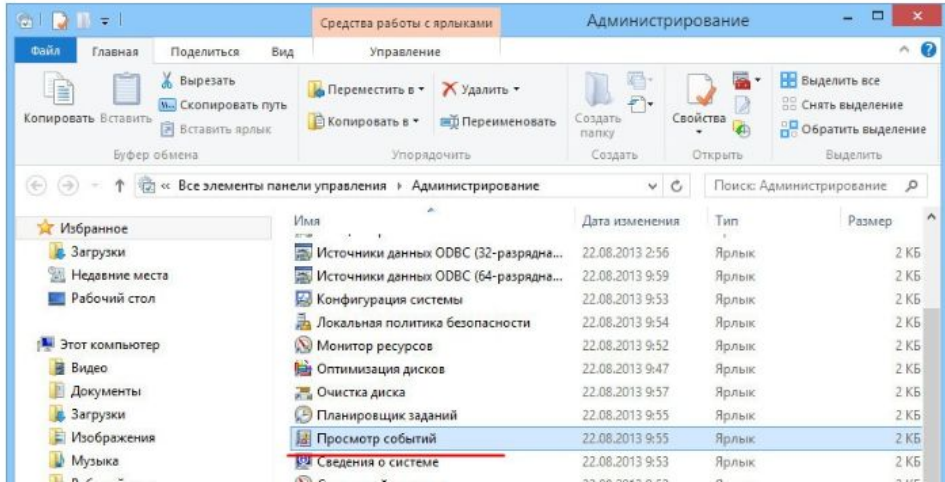 Средства работы с ярлыками
Администрирование
Файл
Главная
Поделиться
Вид
Управление
Копировать
Вставить
Вырезать
Скопировать путь
Вставить ярлык
Буфер обмена
Переместить в
Копировать в
Удалить
Переименовать
Упорядочить
Создать папку
Создать
Свойства
Открыть
Выделить все
Снять выделение
Обратить выделение
Выделить
« Все элементы панели управления Администрирование
Поиск: Администрирование
Избранное
Загрузки
Недавние места
Рабочий стол
Этот компьютер
Видео
Документы
Загрузки
Изображения
Музыка
Имя Дата изменения Тип Размер
Источники данных ODBC (32-разрядна... 22.08.2013 2:56 Ярлык 2 КБ
Источники данных ODBC (64-разрядна... 22.08.2013 9:59 Ярлык 2 КБ
Конфигурация системы 22.08.2013 9:53 Ярлык 2 КБ
Локальная политика безопасности 22.08.2013 9:54 Ярлык 2 КБ
Монитор ресурсов 22.08.2013 9:52 Ярлык 2 КБ
Оптимизация дисков 22.08.2013 9:47 Ярлык 2 КБ
Очистка диска 22.08.2013 9:57 Ярлык 2 КБ
Планировщик заданий 22.08.2013 9:55 Ярлык 2 КБ
Просмотр событий 22.08.2013 9:55 Ярлык 2 КБ
Сведения о системе 22.08.2013 9:53 Ярлык 2 КБ